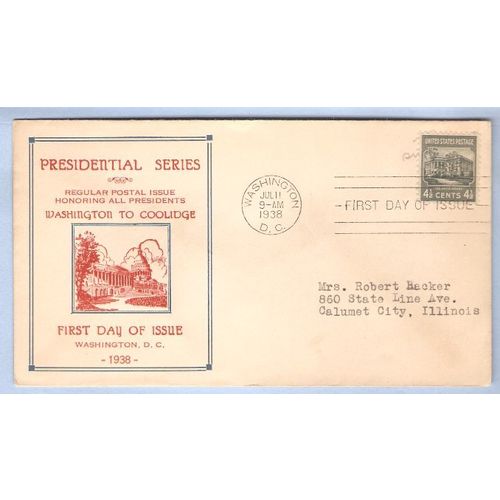 PRESIDENTIAL SERIES
REGULAR POSTAL ISSUE
HONORING ALL PRESIDENTS
WASHINGTON TO COOLIDGE
FIRST DAY OF ISSUE
WASHINGTON, D. C.
- 1938 -
WASHINGTON
JUL 11
9-AM
1938
D. C.
FIRST DAY OF ISSUE
UNITED STATES POSTAGE
4½ CENTS 4½
Mrs. Robert Hacker
860 State Line Ave.
Calumet City, Illinois